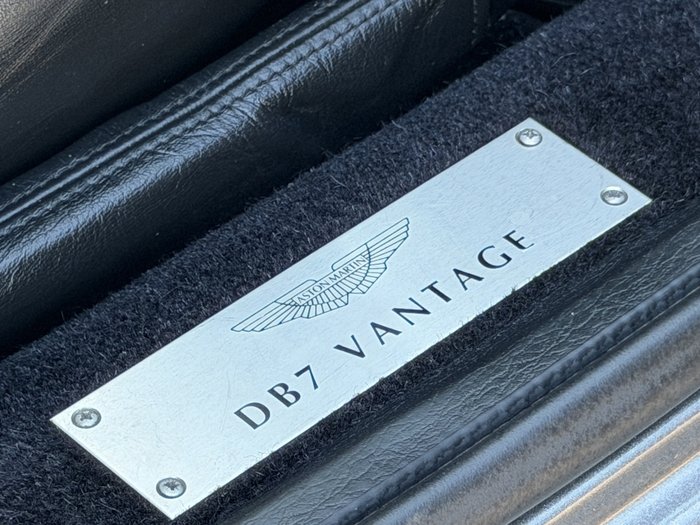 ASTON MARTIN
DB7 VANTAGE